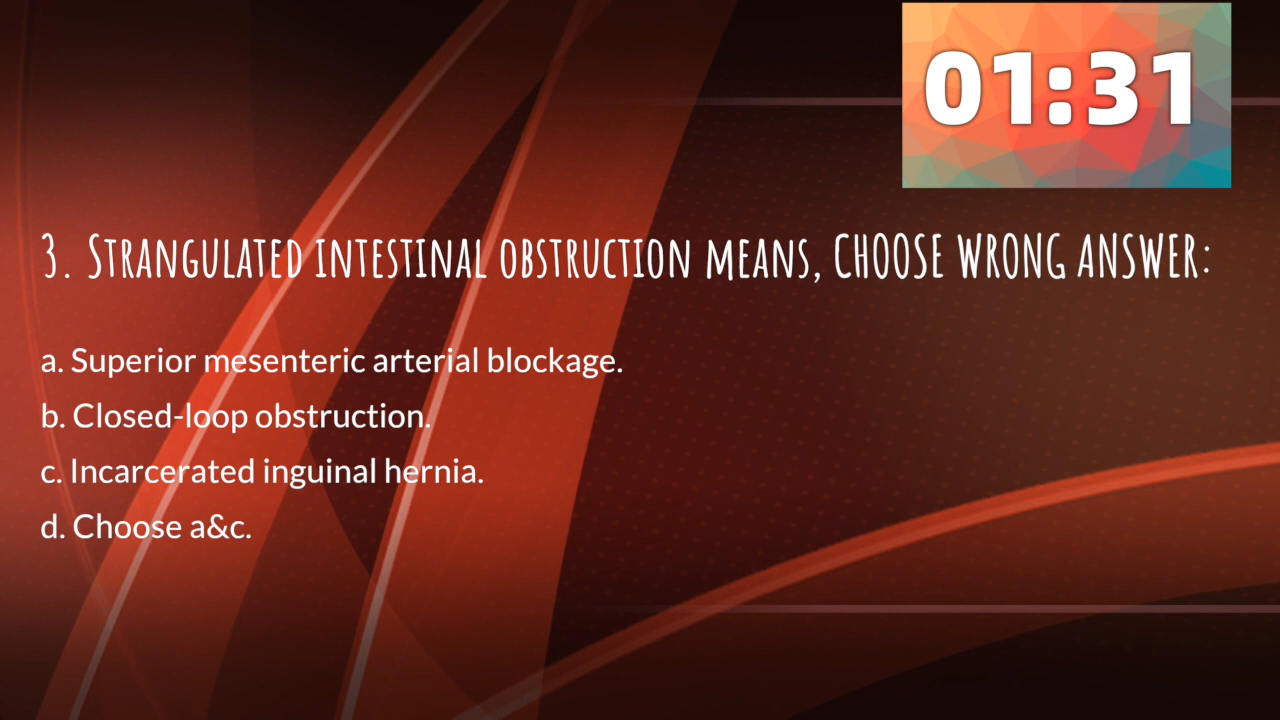 01:31
3. Strangulated intestinal obstruction means, CHOOSE WRONG ANSWER:
a. Superior mesenteric arterial blockage.
b. Closed-loop obstruction.
c. Incarcerated inguinal hernia.
d. Choose a&c.